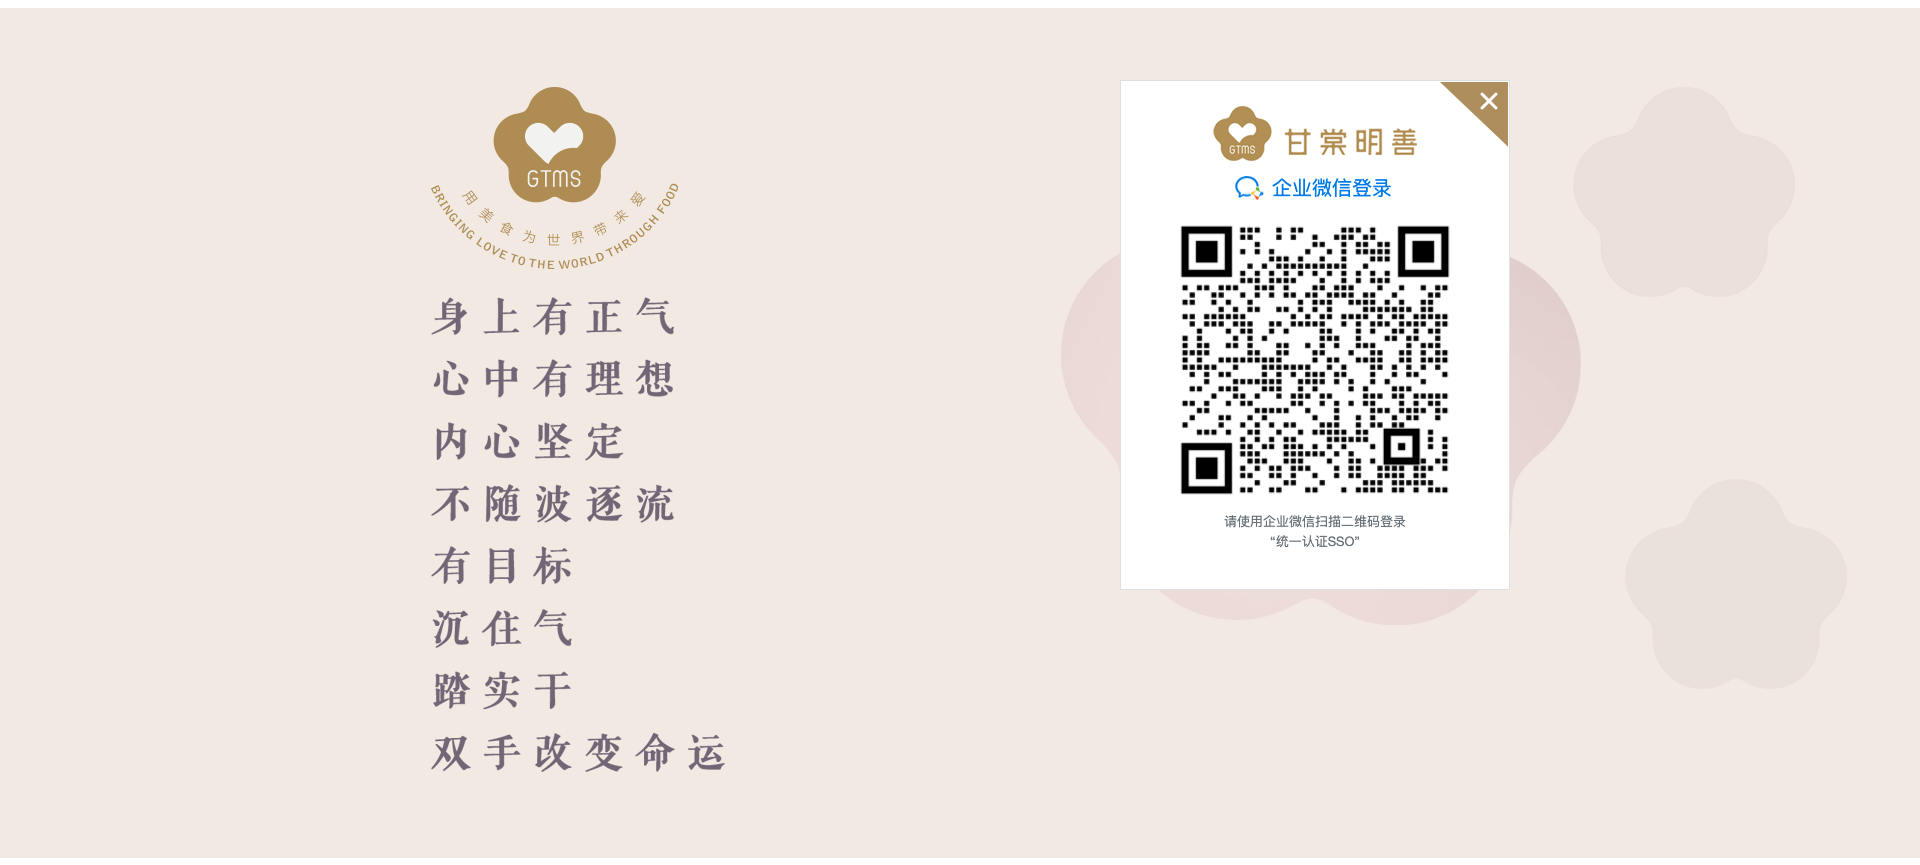 GTMS
用美食为世界带来爱
BRINGING LOVE TO THE WORLD THROUGH FOOD
身上有正气
心中有理想
内心坚定
不随波逐流
有目标
沉住气
踏实干
双手改变命运
GTMS
甘棠明善
企业微信登录
请使用企业微信扫描二维码登录
“统一认证SSO”